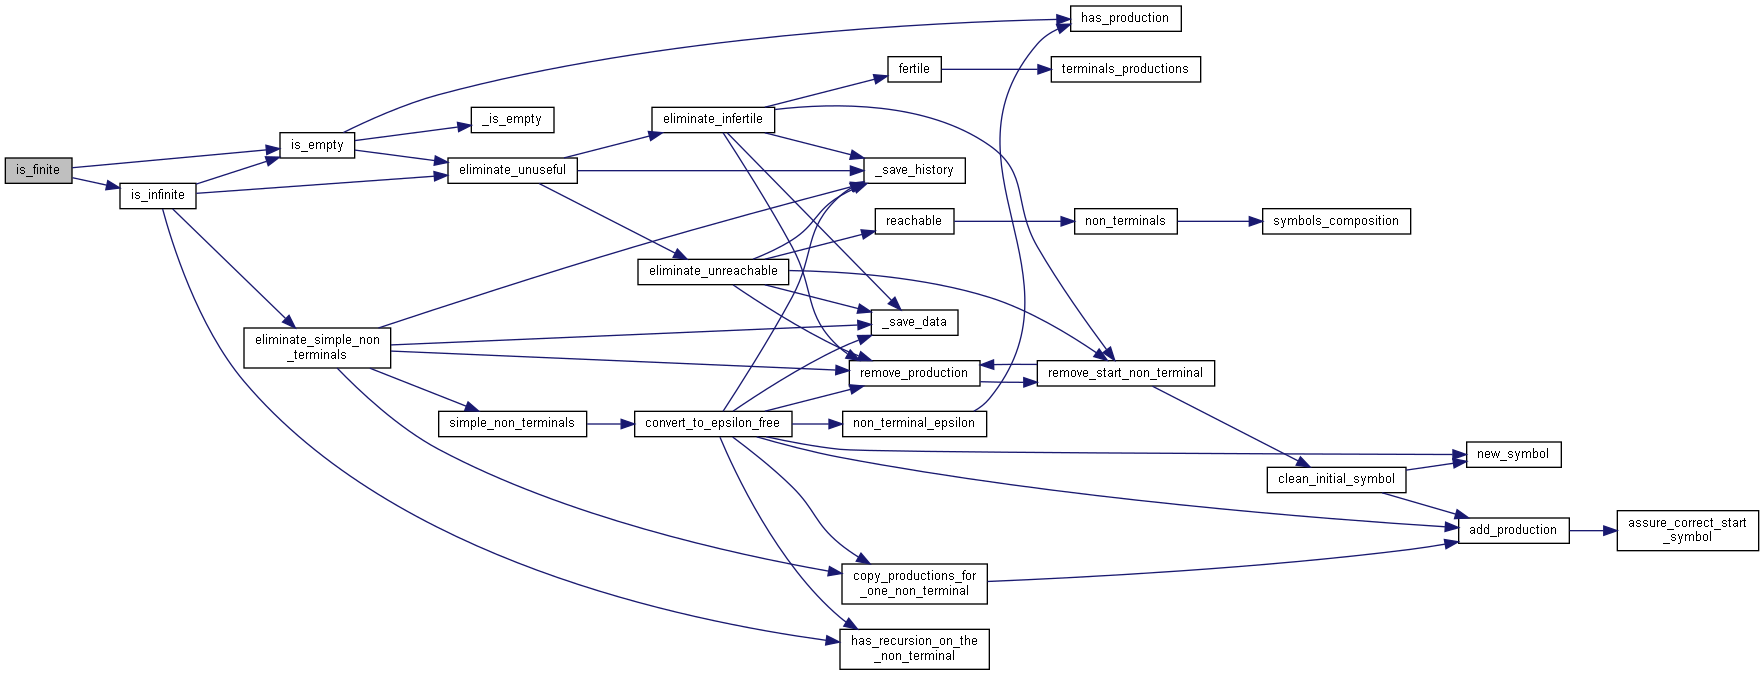 has_production
fertile
terminals_productions
_is_empty
eliminate_infertile
is_empty
is_finite
eliminate_unuseful
_save_history
is_infinite
reachable
non_terminals
symbols_composition
eliminate_unreachable
_save_data
eliminate_simple_non
_terminals
remove_production
remove_start_non_terminal
simple_non_terminals
convert_to_epsilon_free
non_terminal_epsilon
new_symbol
clean_initial_symbol
add_production
assure_correct_start
_symbol
copy_productions_for
_one_non_terminal
has_recursion_on_the
_non_terminal